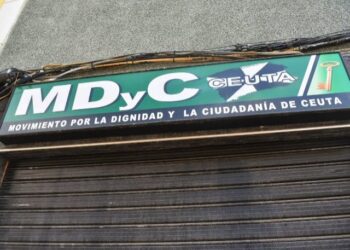 MDyC CEUTA
MOVIMIENTO POR LA DIGNIDAD Y LA CIUDADANÍA DE CEUTA